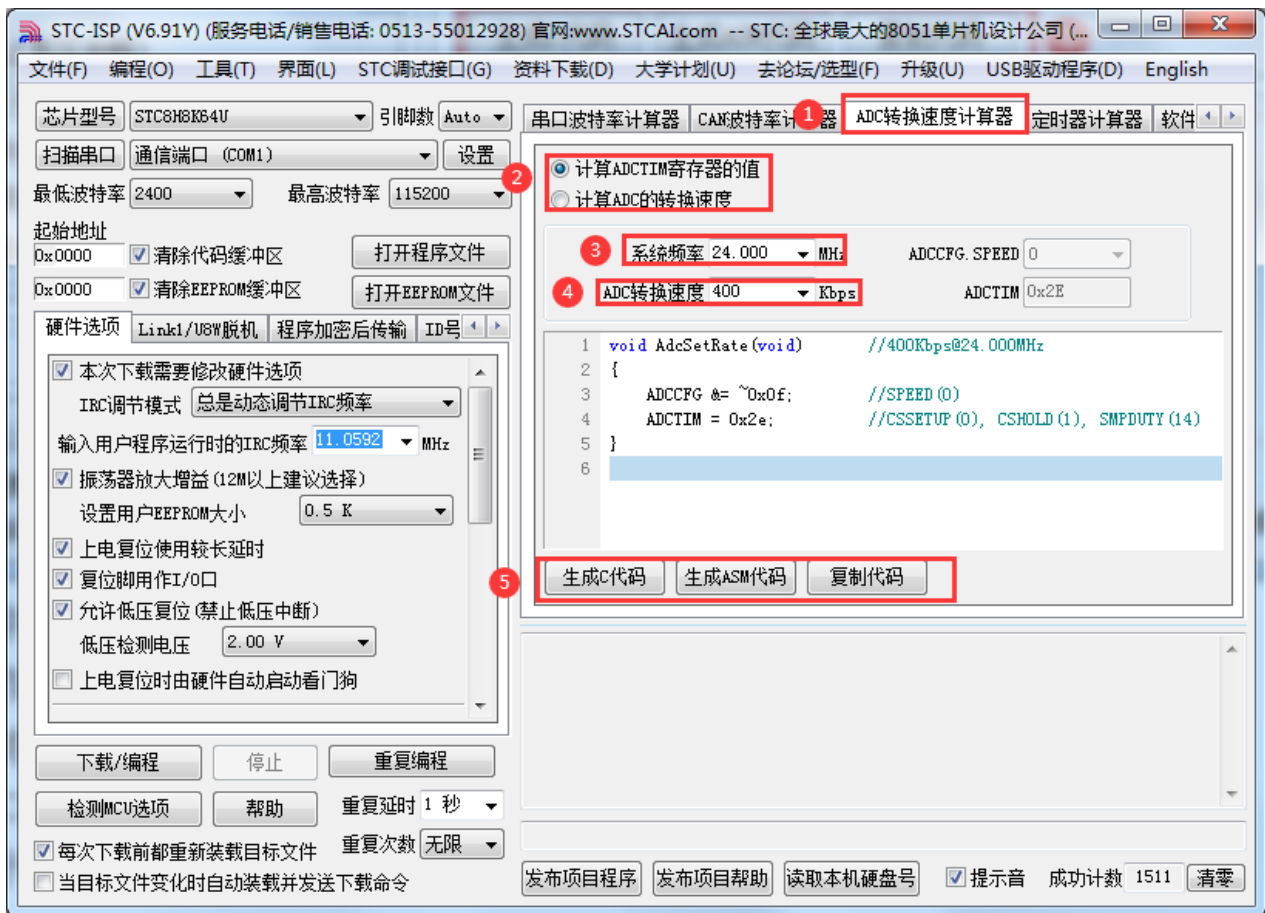 STC-ISP (V6.91Y) (服务电话/销售电话: 0513-55012928) 官网:www.STCAI.com -- STC: 全球最大的8051单片机设计公司 (...
文件(F) 编程(O) 工具(T) 界面(L) STC调试接口(G) 资料下载(D) 大学计划(U) 去论坛/选型(F) 升级(U) USB驱动程序(D) English
芯片型号 STC8H8K64U 引脚数 Auto
扫描串口 通信端口 (COM1) 设置
最低波特率 2400 最高波特率 115200
起始地址
0x0000 清除代码缓冲区 打开程序文件
0x0000 清除EEPROM缓冲区 打开EEPROM文件
硬件选项 Link1/U8W脱机 程序加密后传输 ID号
本次下载需要修改硬件选项
IRC调节模式 总是动态调节IRC频率
输入用户程序运行时的IRC频率 11.0592 MHz
振荡器放大增益(12M以上建议选择)
设置用户EEPROM大小 0.5 K
上电复位使用较长延时
复位脚用作I/O口
允许低压复位(禁止低压中断)
低压检测电压 2.00 V
上电复位时由硬件自动启动看门狗
下载/编程 停止 重复编程
检测MCU选项 帮助 重复延时 1 秒
每次下载前都重新装载目标文件 重复次数 无限
当目标文件变化时自动装载并发送下载命令
串口波特率计算器 CAN波特率计 1 器 ADC转换速度计算器 定时器计算器 软件
2 计算ADCTIM寄存器的值
计算ADC的转换速度
3 系统频率 24.000 MHz ADCCFG.SPEED 0
4 ADC转换速度 400 Kbps ADCTIM 0x2E
1 void AdcSetRate(void) //400Kbps@24.000MHz
2 {
3 ADCCFG &= ~0x0f; //SPEED(0)
4 ADCTIM = 0x2e; //CSSETUP(0), CSHOLD(1), SMPDUTY(14)
5 }
6
5 生成C代码 生成ASM代码 复制代码
发布项目程序 发布项目帮助 读取本机硬盘号 提示音 成功计数 1511 清零